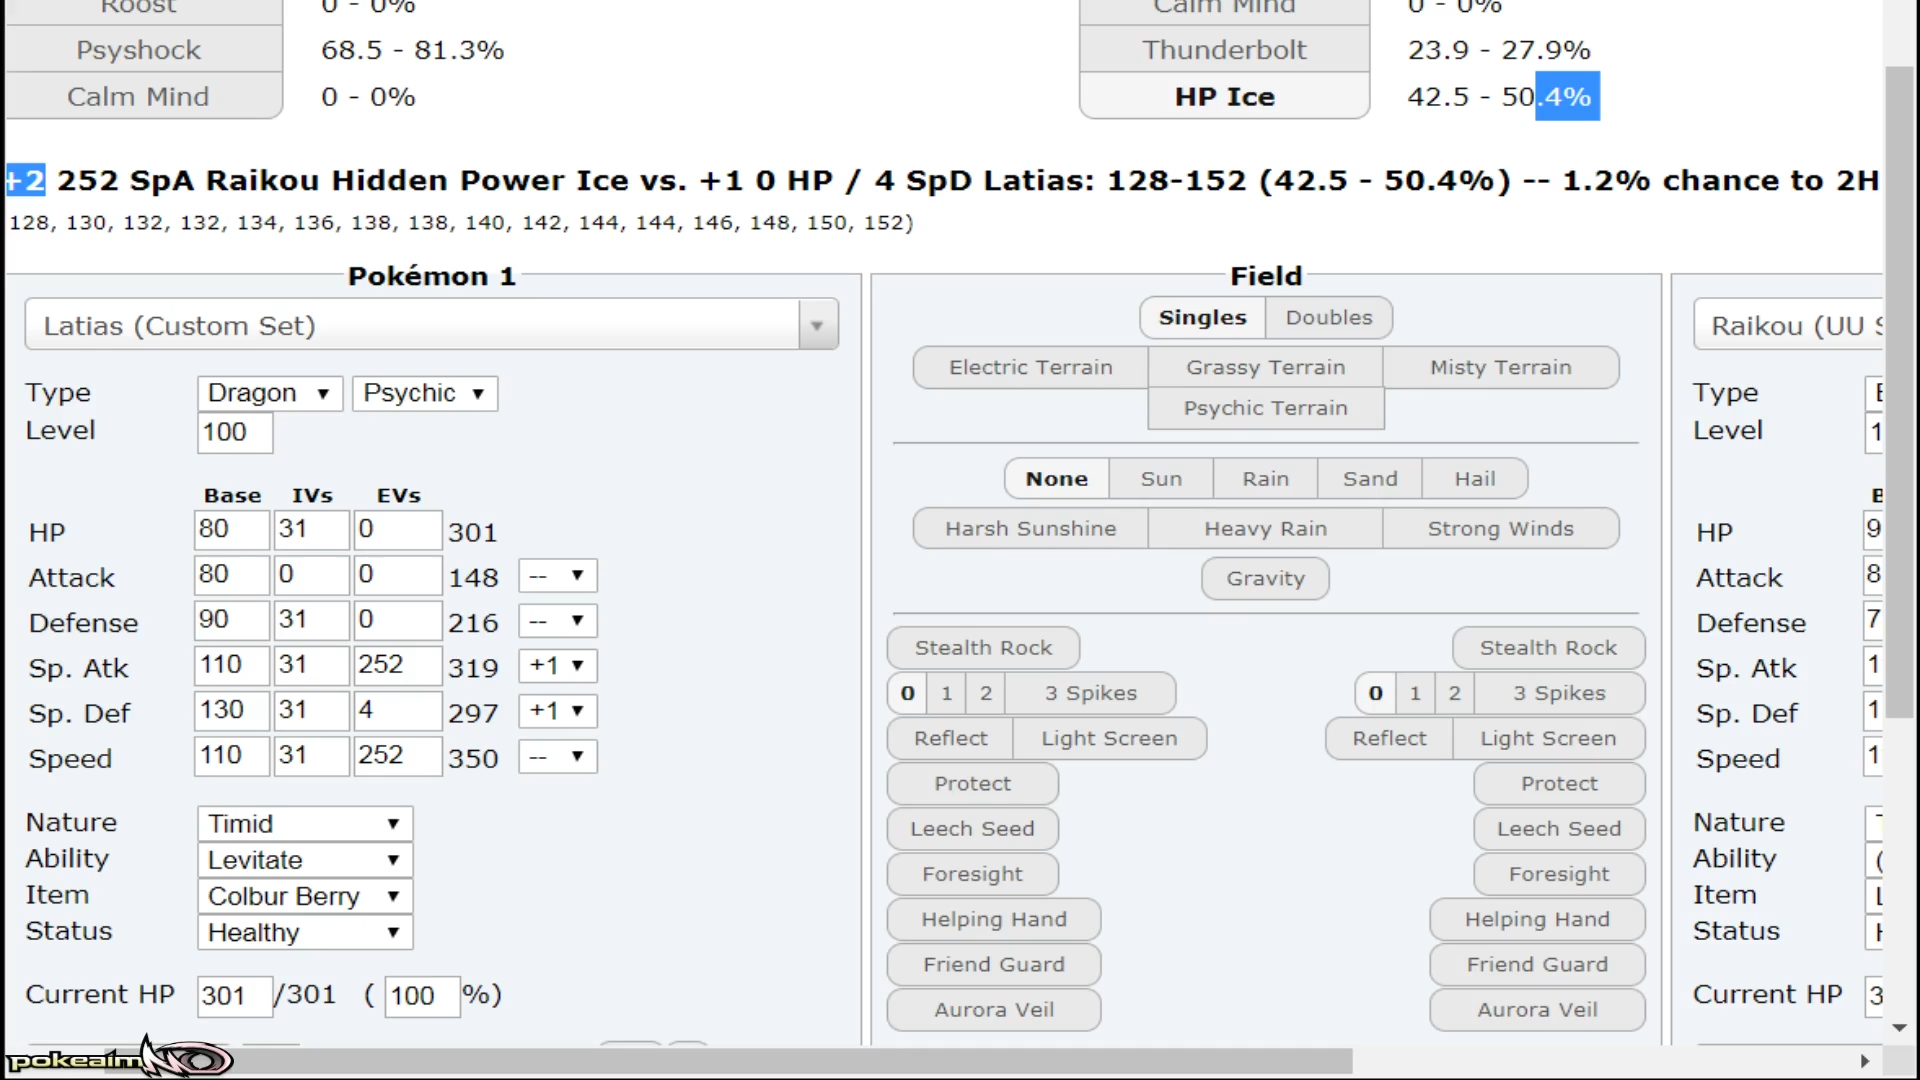 Roost 0 - 0%
Psyshock 68.5 - 81.3%
Calm Mind 0 - 0%
Calm Mind 0 - 0%
Thunderbolt 23.9 - 27.9%
HP Ice 42.5 - 50.4%
+2 252 SpA Raikou Hidden Power Ice vs. +1 0 HP / 4 SpD Latias: 128-152 (42.5 - 50.4%) -- 1.2% chance to 2H
128, 130, 132, 132, 134, 136, 138, 138, 140, 142, 144, 144, 146, 148, 150, 152)
Pokémon 1
Latias (Custom Set)
Type Dragon Psychic
Level 100
Base IVs EVs
HP 80 31 0 301
Attack 80 0 0 148 --
Defense 90 31 0 216 --
Sp. Atk 110 31 252 319 +1
Sp. Def 130 31 4 297 +1
Speed 110 31 252 350 --
Nature Timid
Ability Levitate
Item Colbur Berry
Status Healthy
Current HP 301 /301 ( 100 %)
Field
Singles Doubles
Electric Terrain Grassy Terrain Misty Terrain
Psychic Terrain
None Sun Rain Sand Hail
Harsh Sunshine Heavy Rain Strong Winds
Gravity
Stealth Rock Stealth Rock
0 1 2 3 Spikes 0 1 2 3 Spikes
Reflect Light Screen Reflect Light Screen
Protect Protect
Leech Seed Leech Seed
Foresight Foresight
Helping Hand Helping Hand
Friend Guard Friend Guard
Aurora Veil Aurora Veil
Raikou (UU S
Type
Level 1
HP 9
Attack 8
Defense 7
Sp. Atk 1
Sp. Def 1
Speed 1
Nature
Ability (
Item L
Status
Current HP 3
pokeaim